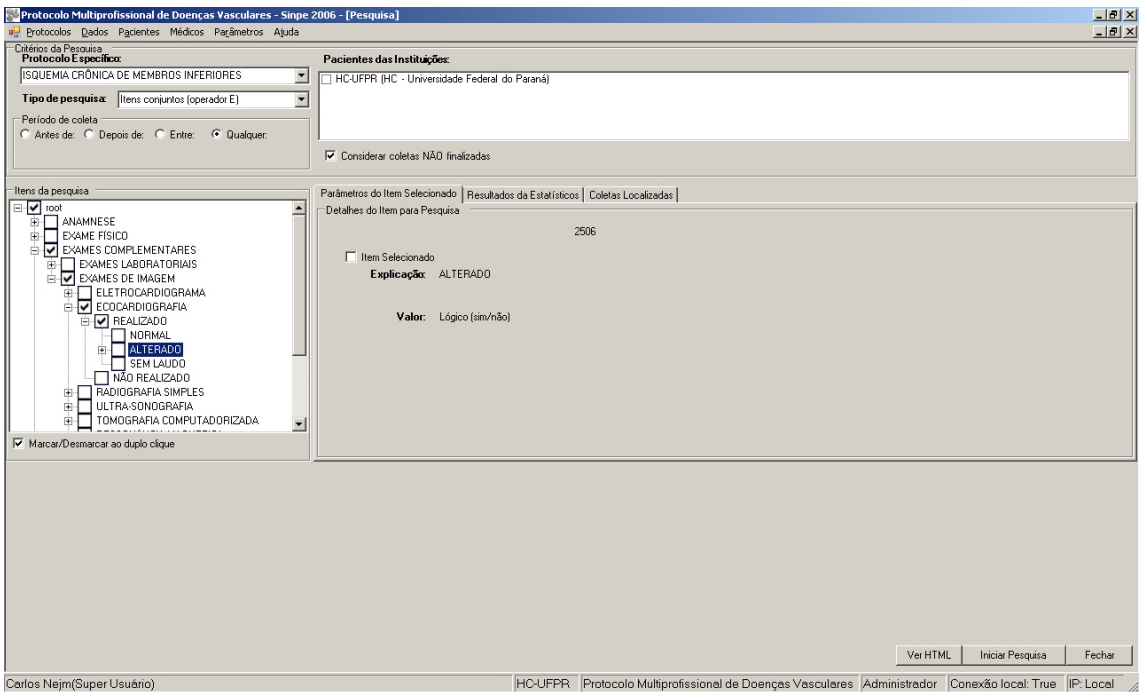 Protocolo Multiprofissional de Doenças Vasculares - Sinpe 2006 - [Pesquisa]
Protocolos Dados Pacientes Médicos Parâmetros Ajuda
Critérios da Pesquisa
Protocolo Específico:
ISQUEMIA CRÔNICA DE MEMBROS INFERIORES
Tipo de pesquisa: Itens conjuntos (operador E)
Período de coleta
Antes de: Depois de: Entre: Qualquer:
Pacientes das Instituições:
HC-UFPR (HC - Universidade Federal do Paraná)
Considerar coletas NÃO finalizadas
Itens da pesquisa
root
ANAMNESE
EXAME FÍSICO
EXAMES COMPLEMENTARES
EXAMES LABORATORIAIS
EXAMES DE IMAGEM
ELETROCARDIOGRAMA
ECOCARDIOGRAFIA
REALIZADO
NORMAL
ALTERADO
SEM LAUDO
NÃO REALIZADO
RADIOGRAFIA SIMPLES
ULTRA-SONOGRAFIA
TOMOGRAFIA COMPUTADORIZADA
Marcar/Desmarcar ao duplo clique
Parâmetros do Item Selecionado Resultados da Estatísticos Coletas Localizadas
Detalhes do Item para Pesquisa
2506
Item Selecionado
Explicação: ALTERADO
Valor: Lógico (sim/não)
Ver HTML Iniciar Pesquisa Fechar
Carlos Nejm(Super Usuário) HC-UFPR Protocolo Multiprofissional de Doenças Vasculares Administrador Conexão local: True IP: Local